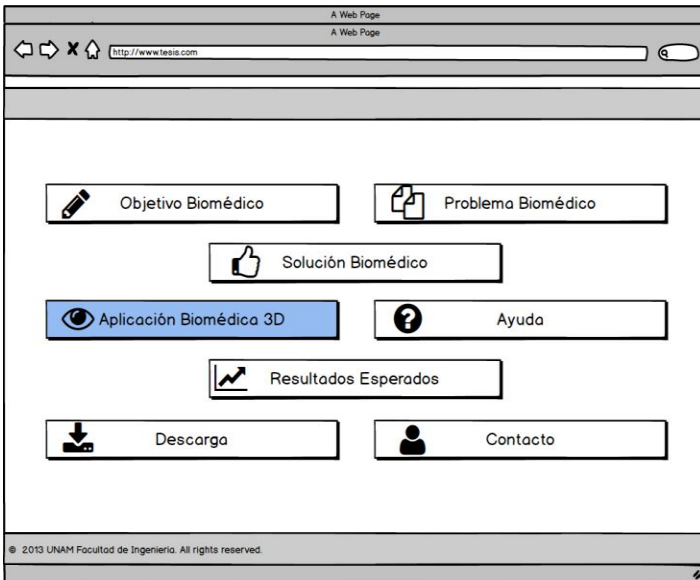 A Web Page
A Web Page
http://www.tesis.com
Objetivo Biomédico
Problema Biomédico
Solución Biomédico
Aplicación Biomédica 3D
Ayuda
Resultados Esperados
Descarga
Contacto
© 2013 UNAM Facultad de Ingenieria. All rights reserved.